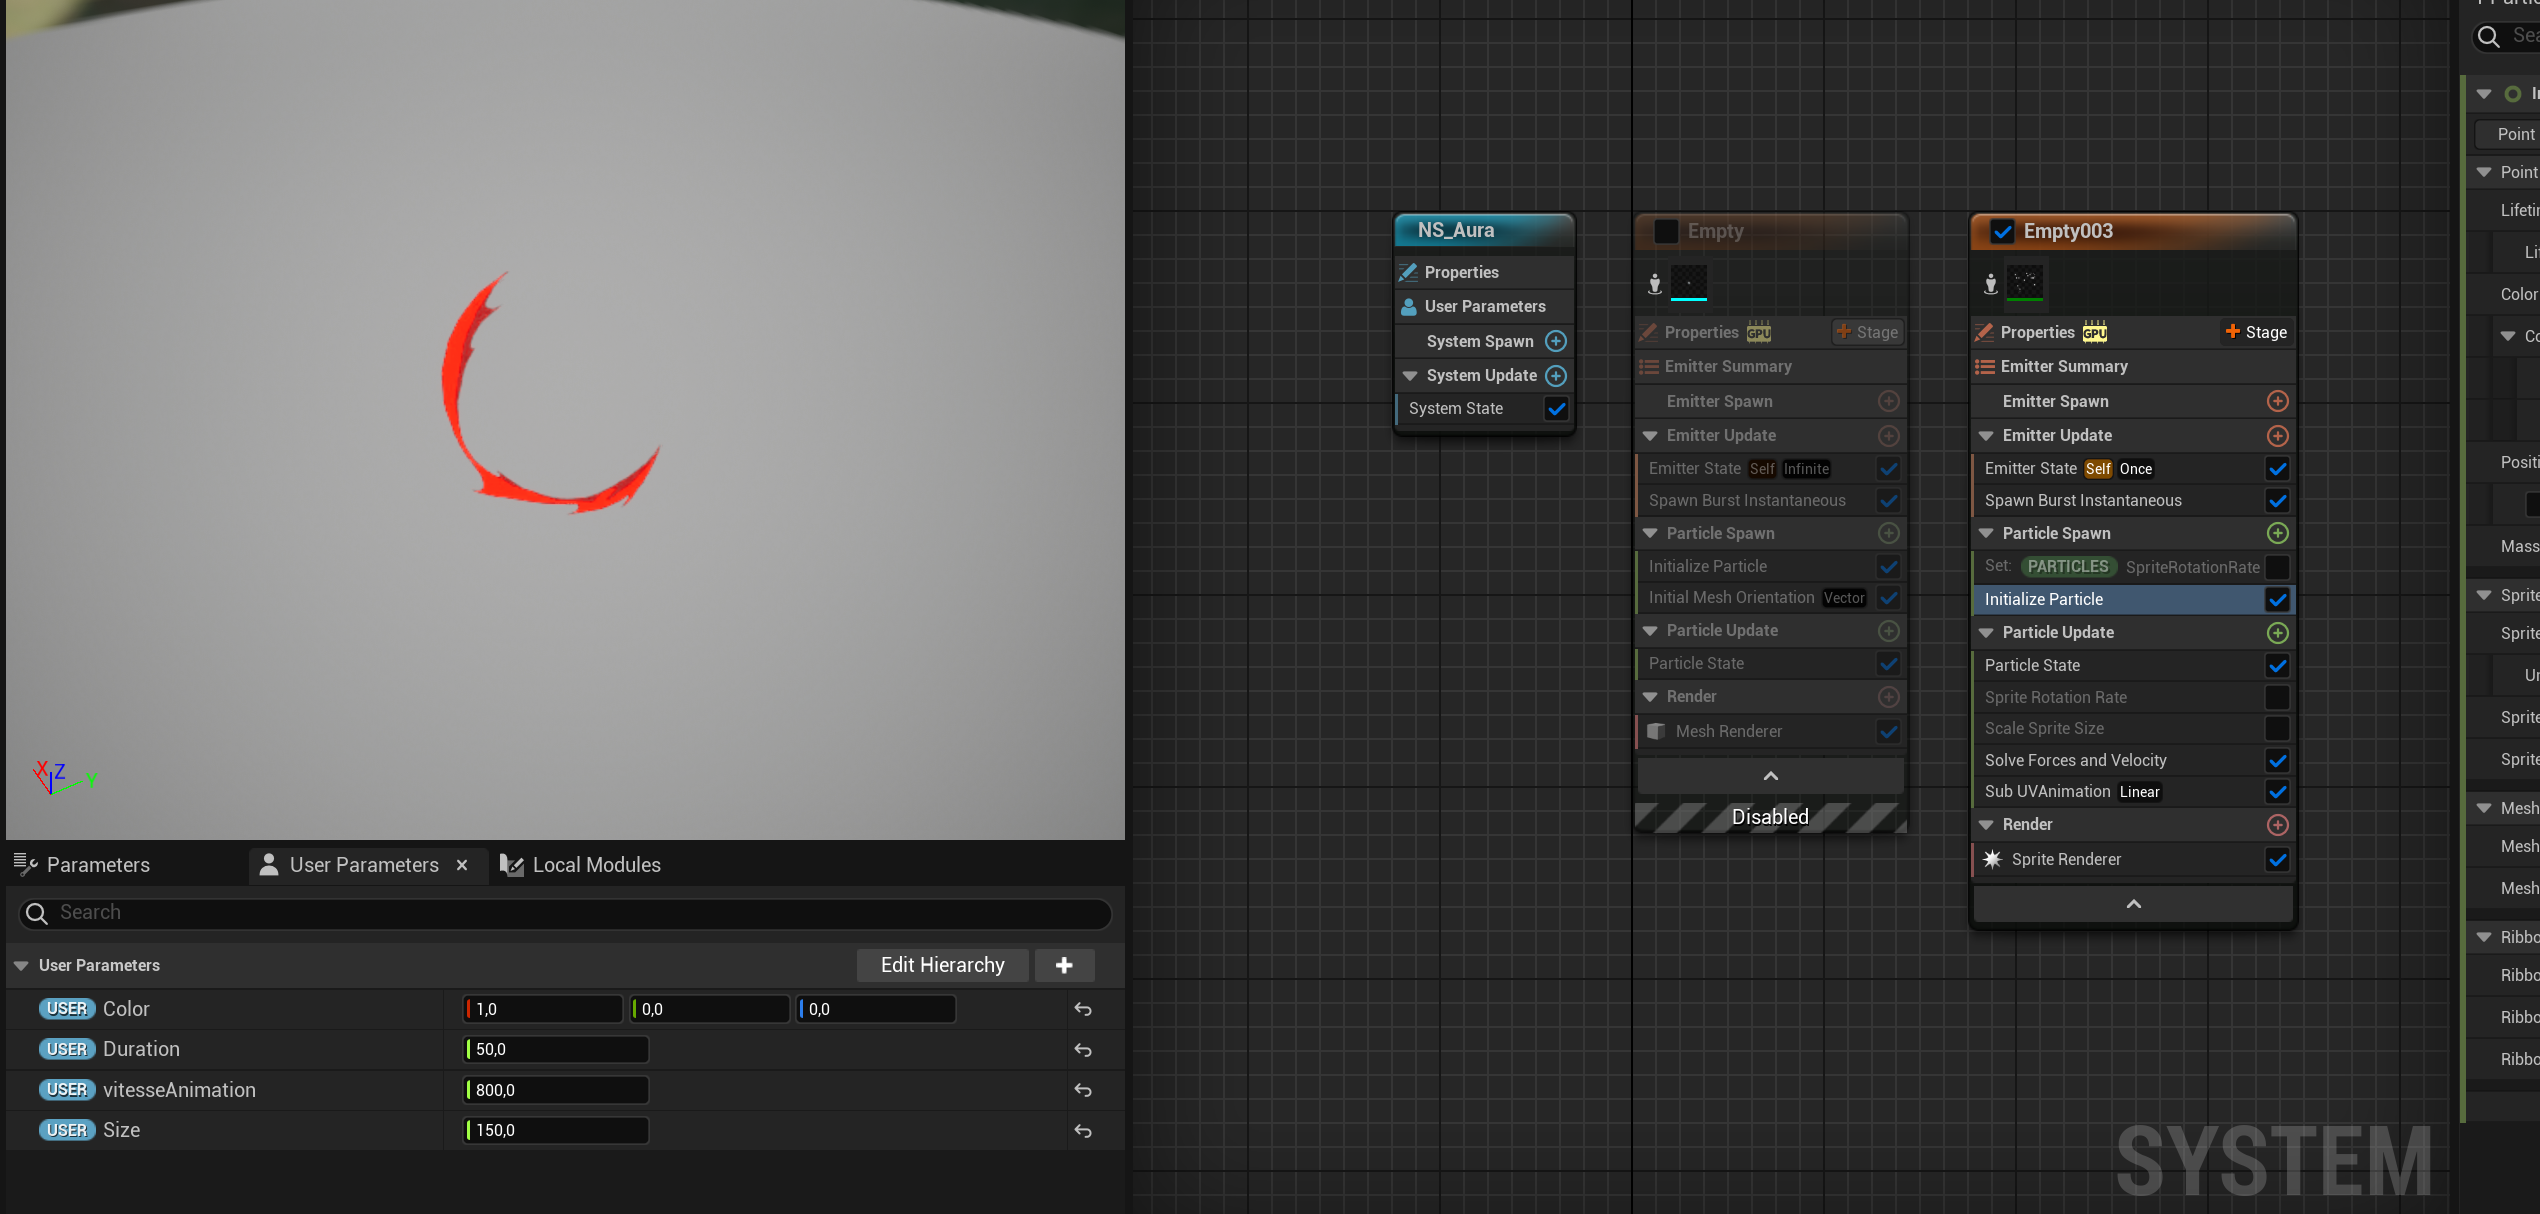 X Z Y
Parameters
User Parameters ×
Local Modules
Search
User Parameters
Edit Hierarchy
USER Color 1,0 0,0 0,0
USER Duration 50,0
USER vitesseAnimation 800,0
USER Size 150,0
NS_Aura
Properties
User Parameters
System Spawn
System Update
System State
Empty
Properties GPU + Stage
Emitter Summary
Emitter Spawn
Emitter Update
Emitter State Self Infinite
Spawn Burst Instantaneous
Particle Spawn
Initialize Particle
Initial Mesh Orientation Vector
Particle Update
Particle State
Render
Mesh Renderer
Disabled
Empty003
Properties GPU + Stage
Emitter Summary
Emitter Spawn
Emitter Update
Emitter State Self Once
Spawn Burst Instantaneous
Particle Spawn
Set: PARTICLES SpriteRotationRate
Initialize Particle
Particle Update
Particle State
Sprite Rotation Rate
Scale Sprite Size
Solve Forces and Velocity
Sub UVAnimation Linear
Render
Sprite Renderer
SYSTEM
Sea
Point
Point
Lifeti
Color
Positi
Mass
Sprite
Sprite
Sprite
Sprite
Mesh
Mesh
Mesh
Ribbo
Ribbo
Ribbo
Ribbo